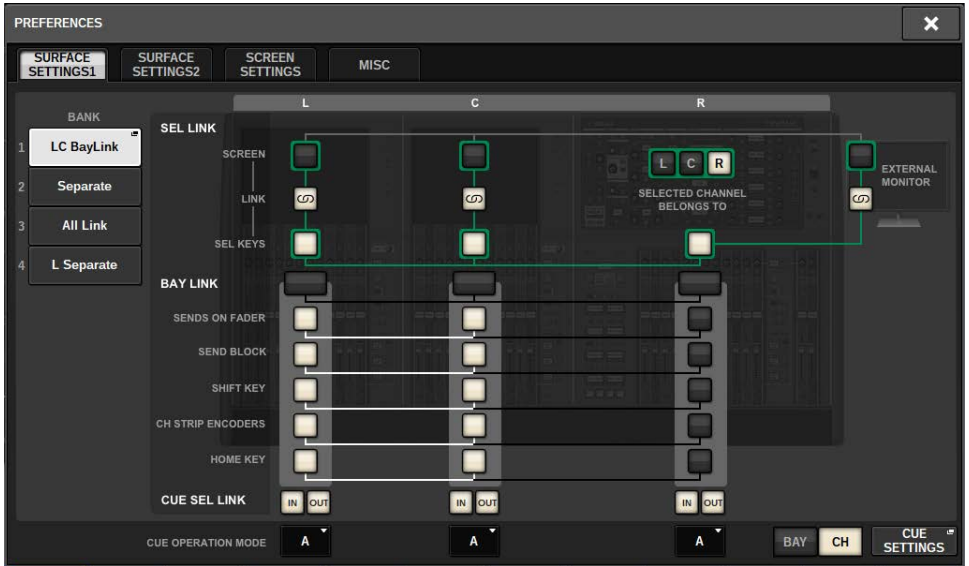 PREFERENCES
SURFACE SETTINGS1
SURFACE SETTINGS2
SCREEN SETTINGS
MISC
L C R
BANK
1 LC BayLink
2 Separate
3 All Link
4 L Separate
SEL LINK
SCREEN
L C R
EXTERNAL MONITOR
LINK
SELECTED CHANNEL BELONGS TO
SEL KEYS
BAY LINK
SENDS ON FADER
SEND BLOCK
SHIFT KEY
CH STRIP ENCODERS
HOME KEY
CUE SEL LINK
IN OUT IN OUT IN OUT
CUE OPERATION MODE A A A
BAY CH
CUE SETTINGS